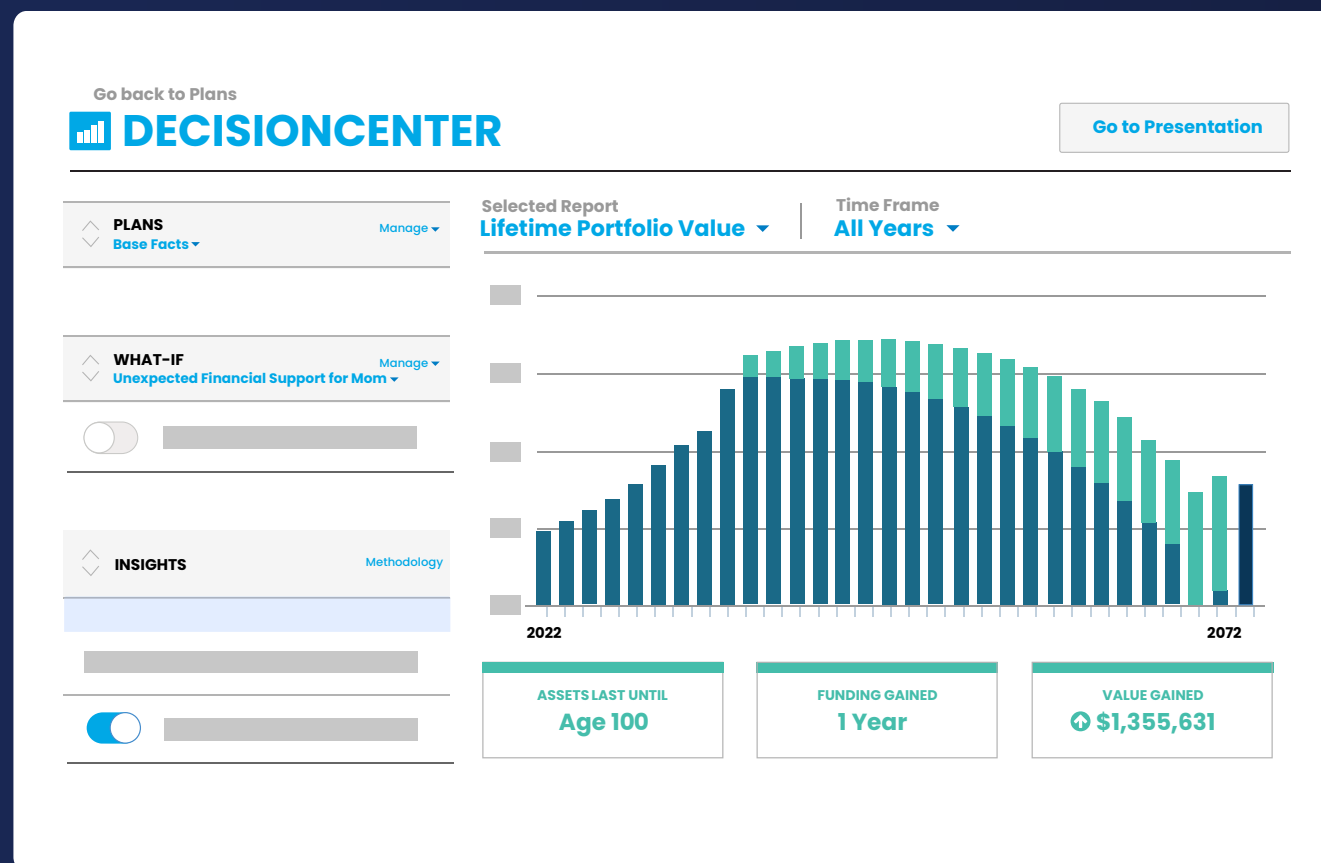 Go back to Plans
DECISIONCENTER
Go to Presentation
PLANS
Manage
Base Facts
WHAT-IF
Manage
Unexpected Financial Support for Mom
INSIGHTS
Methodology
Selected Report
Lifetime Portfolio Value
Time Frame
All Years
2022
2072
ASSETS LAST UNTIL
Age 100
FUNDING GAINED
1 Year
VALUE GAINED
$1,355,631